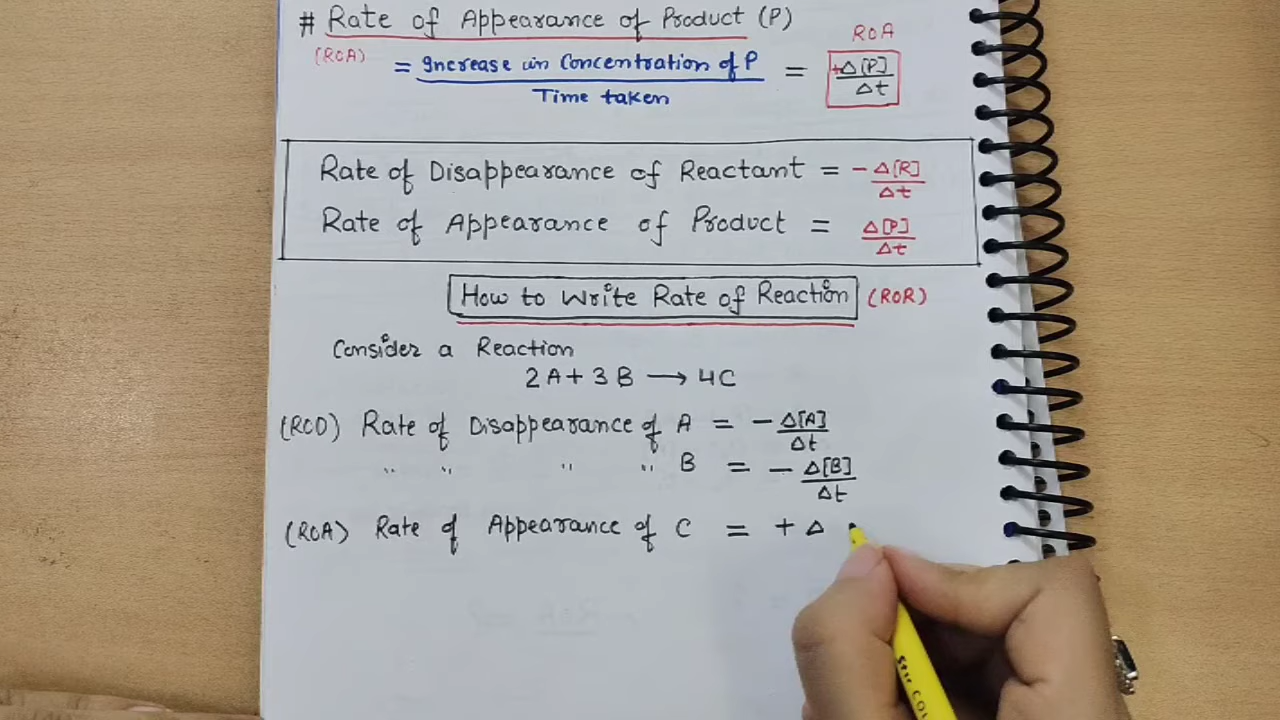 # Rate of Appearance of Product (P)
(ROA) = Increase in Concentration of P / Time taken = +Δ[P] / Δt ROA
Rate of Disappearance of Reactant = - Δ[R] / Δt
Rate of Appearance of Product = Δ[P] / Δt
How to Write Rate of Reaction (ROR)
Consider a Reaction
2A + 3B → 4C
(ROD) Rate of Disappearance of A = - Δ[A] / Δt
" " " " B = - Δ[B] / Δt
(ROA) Rate of Appearance of C = + Δ